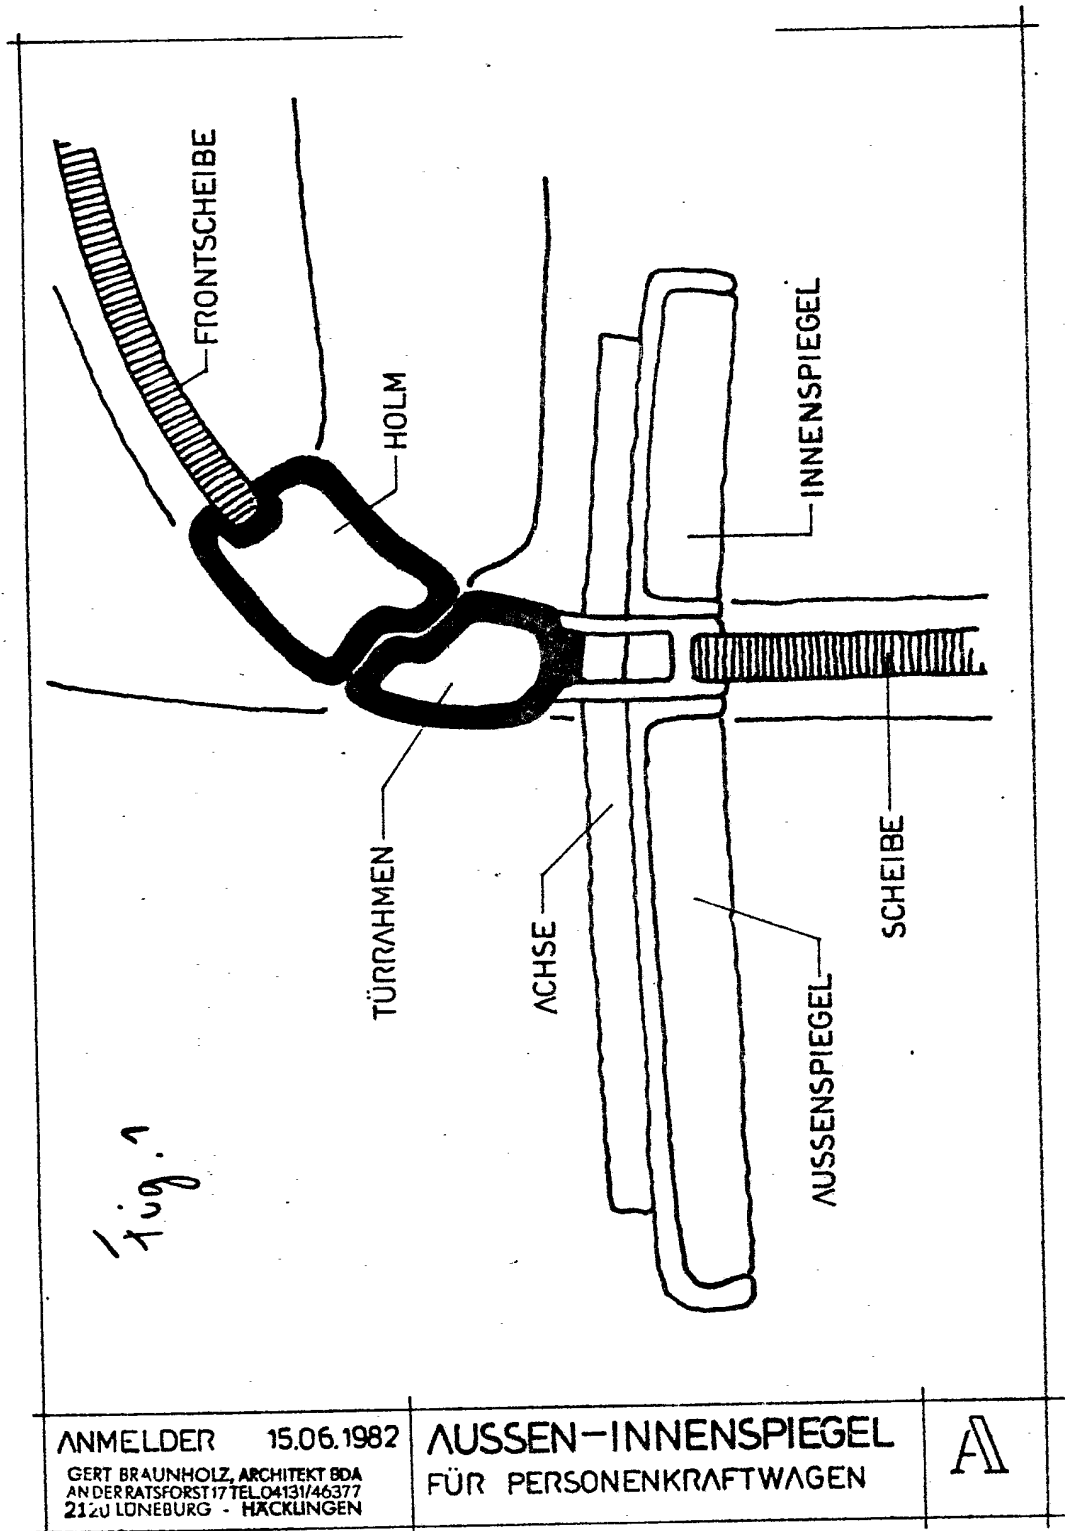 FRONTSCHEIBE
HOLM
INNENSPIEGEL
TÜRRAHMEN
ACHSE
SCHEIBE
AUSSENSPIEGEL
Fig. 1
ANMELDER 15.06.1982
GERT BRAUNHOLZ, ARCHITEKT BDA
AN DER RATSFORST 17 TEL.04131/46377
2120 LÜNEBURG - HÄCKLINGEN
AUSSEN-INNENSPIEGEL
FÜR PERSONENKRAFTWAGEN
A